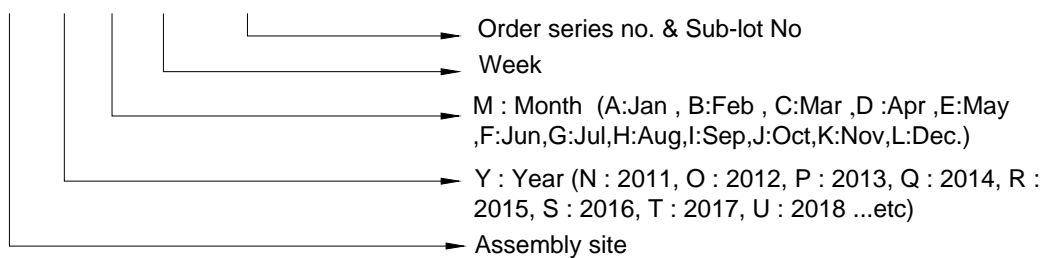 Order series no. & Sub-lot No
Week
M : Month  (A:Jan , B:Feb , C:Mar ,D :Apr ,E:May
,F:Jun,G:Jul,H:Aug,I:Sep,J:Oct,K:Nov,L:Dec.)
Y : Year (N : 2011, O : 2012, P : 2013, Q : 2014, R :
2015, S : 2016, T : 2017, U : 2018 ...etc)
Assembly site